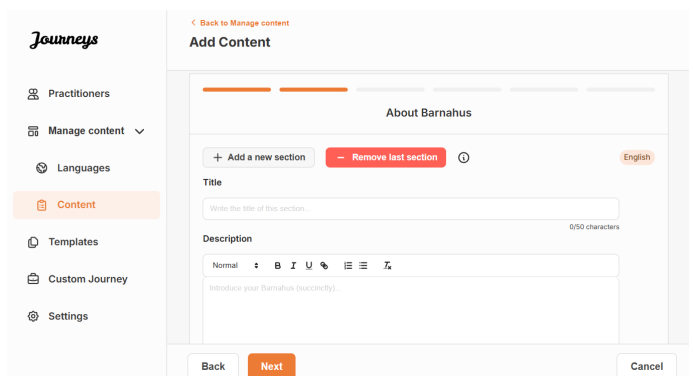 Journeys
Practitioners
Manage content
Languages
Content
Templates
Custom Journey
Settings
Back to Manage content
Add Content
About Barnahus
+ Add a new section
− Remove last section
English
Title
Write the title of this section...
0/50 characters
Description
Normal B I U
Introduce your Barnahus (succinctly)...
Back
Next
Cancel